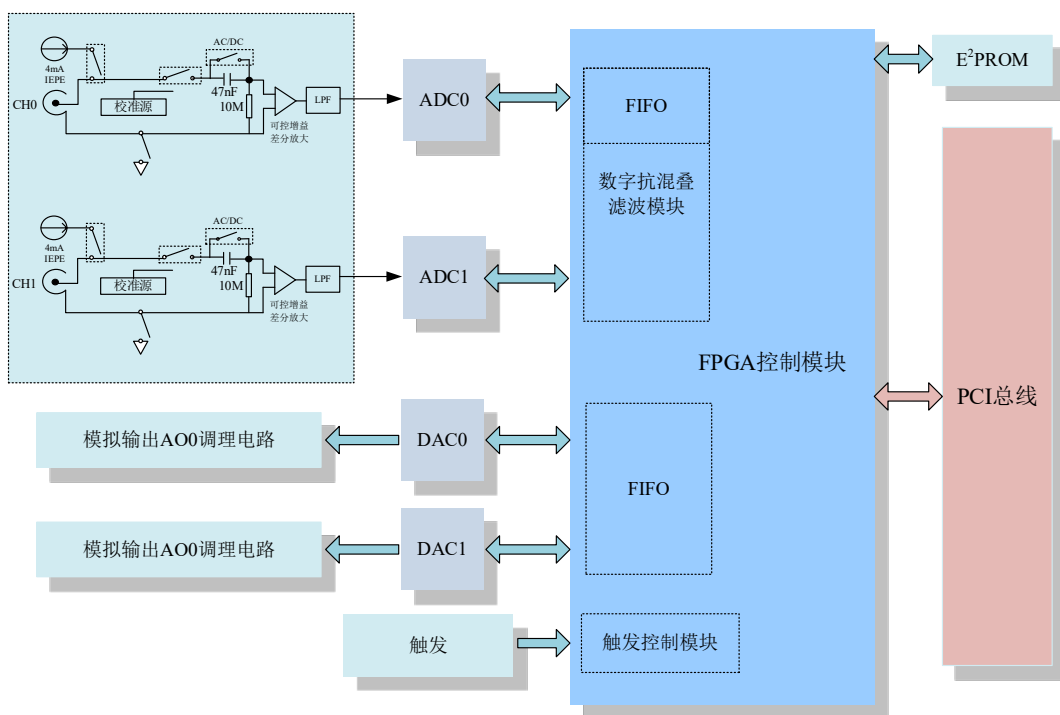 AC/DC
4mA
IEPE
47nF
10M
CH0
校准源
LPF
可控增益
差分放大
AC/DC
4mA
IEPE
47nF
10M
CH1
校准源
LPF
可控增益
差分放大
ADC0
ADC1
FIFO
数字抗混叠
滤波模块
FPGA控制模块
E²PROM
PCI总线
模拟输出AO0调理电路
DAC0
FIFO
模拟输出AO0调理电路
DAC1
触发
触发控制模块